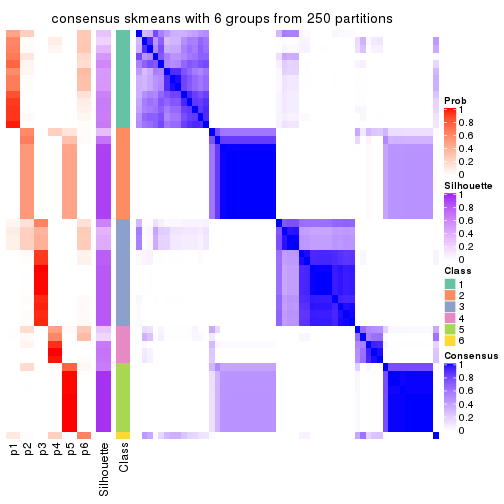 consensus skmeans with 6 groups from 250 partitions
Prob
1
0.8
0.6
0.4
0.2
0
Silhouette
1
0.8
0.6
0.4
0.2
0
Class
1
2
3
4
5
6
Consensus
1
0.8
0.6
0.4
0.2
0
p1
p2
p3
p4
p5
p6
Silhouette
Class